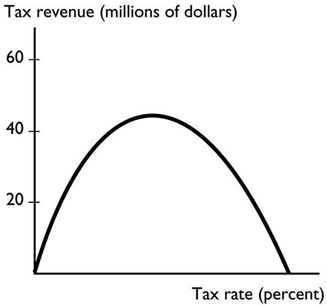 Tax revenue (millions of dollars)
60
40
20
Tax rate (percent)